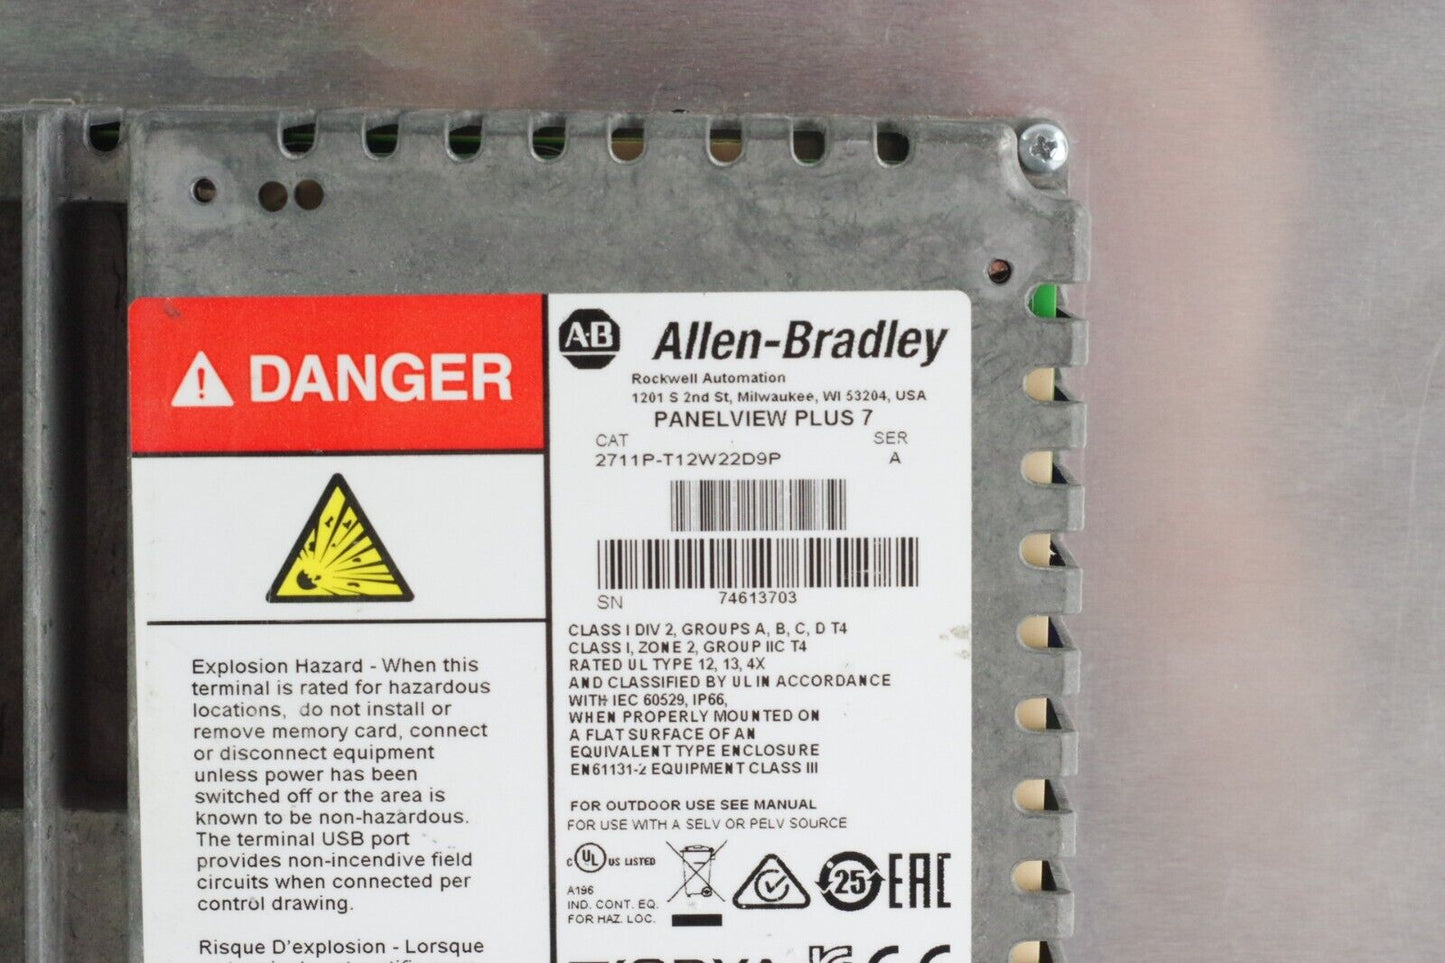 DANGER
Explosion Hazard - When this
terminal is rated for hazardous
locations, do not install or
remove memory card, connect
or disconnect equipment
unless power has been
switched off or the area is
known to be non-hazardous.
The terminal USB port
provides non-incendive field
circuits when connected per
control drawing.
Risque D'explosion - Lorsque
A·B Allen-Bradley
Rockwell Automation
1201 S 2nd St, Milwaukee, WI 53204, USA
PANELVIEW PLUS 7
CAT SER
2711P-T12W22D9P A
SN 74613703
CLASS I DIV 2, GROUPS A, B, C, D T4
CLASS I, ZONE 2, GROUP IIC T4
RATED UL TYPE 12, 13, 4X
AND CLASSIFIED BY UL IN ACCORDANCE
WITH IEC 60529, IP66,
WHEN PROPERLY MOUNTED ON
A FLAT SURFACE OF AN
EQUIVALENT TYPE ENCLOSURE
EN61131-2 EQUIPMENT CLASS III
FOR OUTDOOR USE SEE MANUAL
FOR USE WITH A SELV OR PELV SOURCE
c UL US LISTED 25 EAC
A196
IND. CONT. EQ.
FOR HAZ. LOC.